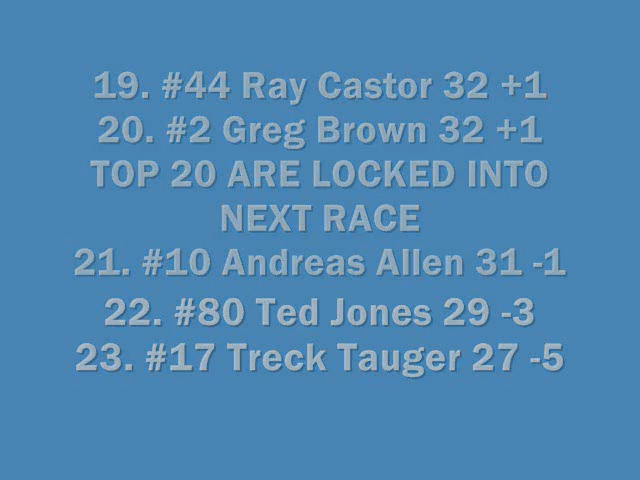 19. #44 Ray Castor 32 +1
20. #2 Greg Brown 32 +1
TOP 20 ARE LOCKED INTO
NEXT RACE
21. #10 Andreas Allen 31 -1
22. #80 Ted Jones 29 -3
23. #17 Treck Tauger 27 -5